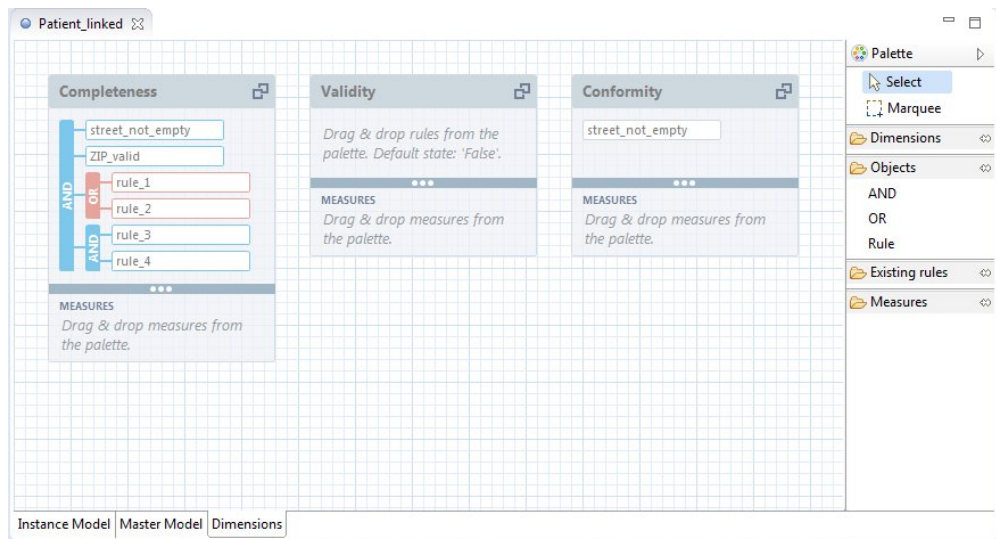 Patient_linked
Completeness
street_not_empty
ZIP_valid
AND
OR
rule_1
rule_2
AND
rule_3
rule_4
MEASURES
Drag & drop measures from
the palette.
Validity
Drag & drop rules from the
palette. Default state: 'False'.
MEASURES
Drag & drop measures from
the palette.
Conformity
street_not_empty
MEASURES
Drag & drop measures from
the palette.
Palette
Select
Marquee
Dimensions
Objects
AND
OR
Rule
Existing rules
Measures
Instance Model
Master Model
Dimensions